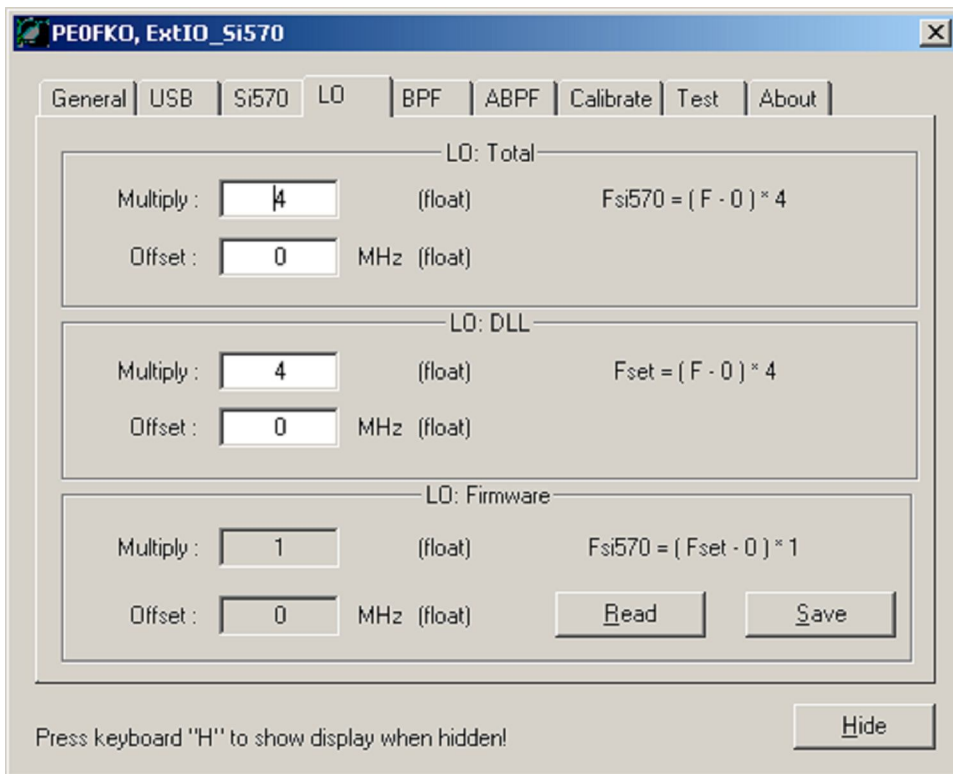 PE0FKO, ExtIO_Si570
General USB Si570 LO BPF ABPF Calibrate Test About
LO: Total
Multiply : 4 (float) Fsi570 = ( F - 0 ) * 4
Offset : 0 MHz (float)
LO: DLL
Multiply : 4 (float) Fset = ( F - 0 ) * 4
Offset : 0 MHz (float)
LO: Firmware
Multiply : 1 (float) Fsi570 = ( Fset - 0 ) * 1
Offset : 0 MHz (float) Read Save
Press keyboard "H" to show display when hidden! Hide